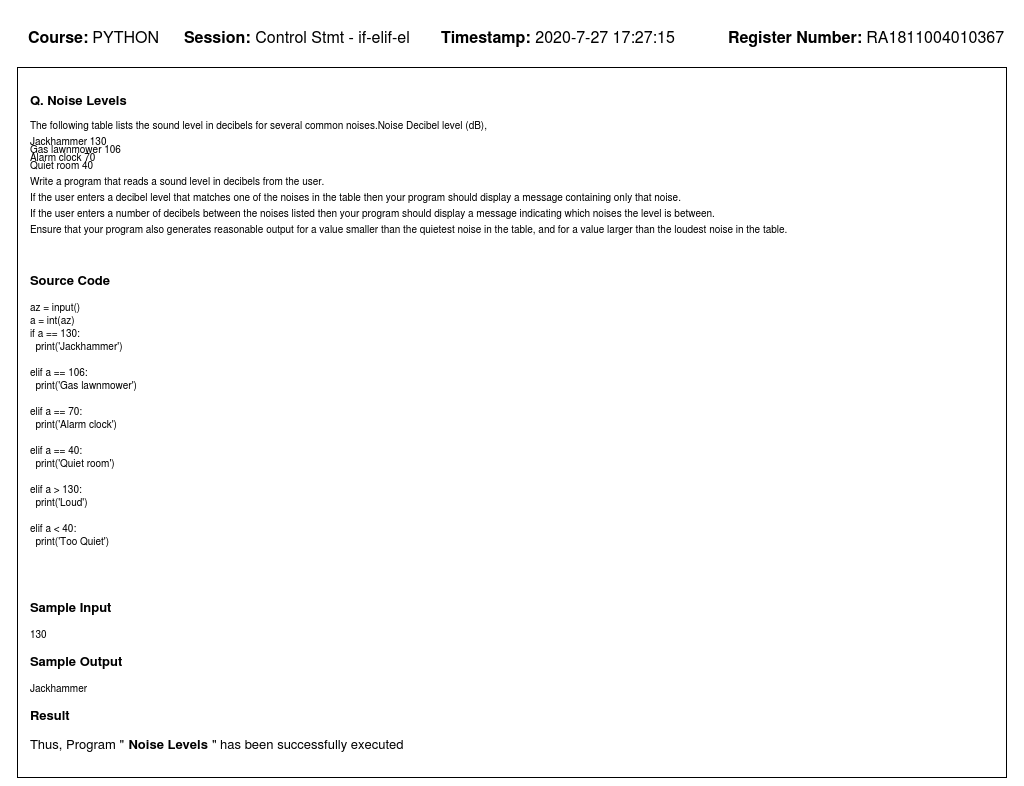 Course: PYTHON Session: Control Stmt - if-elif-el Timestamp: 2020-7-27 17:27:15 Register Number: RA1811004010367
Q. Noise Levels
The following table lists the sound level in decibels for several common noises.Noise Decibel level (dB),
Jackhammer 130
Gas lawnmower 106
Alarm clock 70
Quiet room 40
Write a program that reads a sound level in decibels from the user.
If the user enters a decibel level that matches one of the noises in the table then your program should display a message containing only that noise.
If the user enters a number of decibels between the noises listed then your program should display a message indicating which noises the level is between.
Ensure that your program also generates reasonable output for a value smaller than the quietest noise in the table, and for a value larger than the loudest noise in the table.
Source Code
az = input()
a = int(az)
if a == 130:
  print('Jackhammer')
elif a == 106:
  print('Gas lawnmower')
elif a == 70:
  print('Alarm clock')
elif a == 40:
  print('Quiet room')
elif a > 130:
  print('Loud')
elif a < 40:
  print('Too Quiet')
Sample Input
130
Sample Output
Jackhammer
Result
Thus, Program " Noise Levels " has been successfully executed